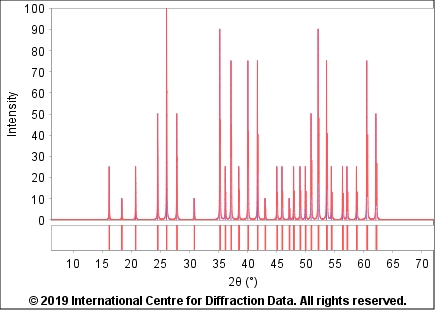 100
90
80
70
60
50
40
30
20
10
0
Intensity
10 15 20 25 30 35 40 45 50 55 60 65 70
2θ (°)
© 2019 International Centre for Diffraction Data. All rights reserved.